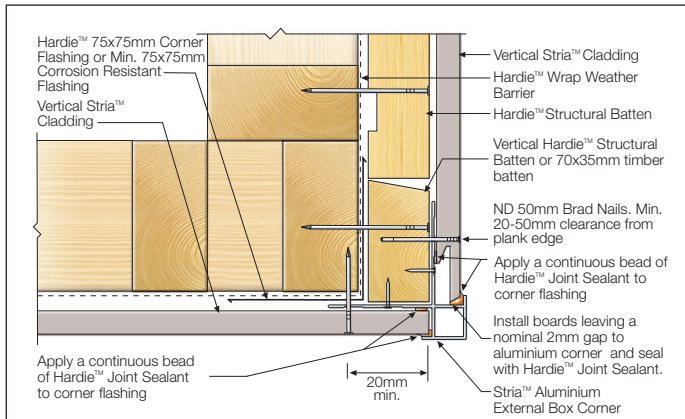 Hardie™ 75x75mm Corner
Flashing or Min. 75x75mm
Corrosion Resistant
Flashing
Vertical Stria™
Cladding
Apply a continuous bead
of Hardie™ Joint Sealant
to corner flashing
20mm
min.
Vertical Stria™ Cladding
Hardie™ Wrap Weather
Barrier
Hardie™ Structural Batten
Vertical Hardie™ Structural
Batten or 70x35mm timber
batten
ND 50mm Brad Nails. Min.
20-50mm clearance from
plank edge
Apply a continuous bead of
Hardie™ Joint Sealant to
corner flashing
Install boards leaving a
nominal 2mm gap to
aluminium corner and seal
with Hardie™ Joint Sealant.
Stria™ Aluminium
External Box Corner